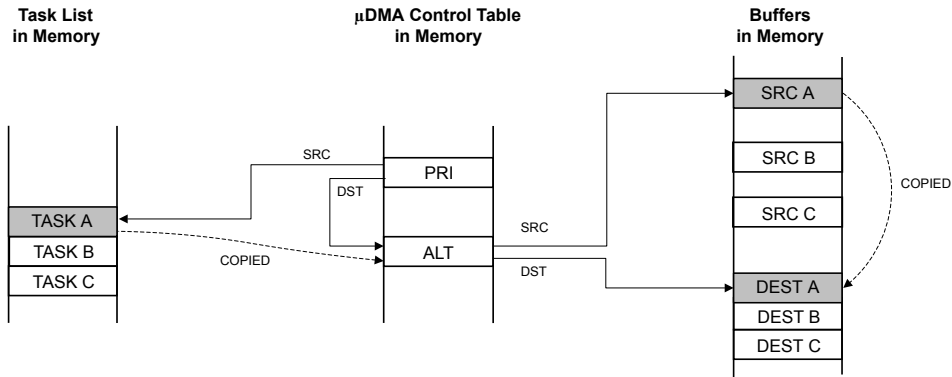 Task List
in Memory
µDMA Control Table
in Memory
Buffers
in Memory
SRC A
SRC
PRI
SRC B
COPIED
DST
TASK A
SRC C
SRC
TASK B
ALT
COPIED
DST
TASK C
DEST A
DEST B
DEST C